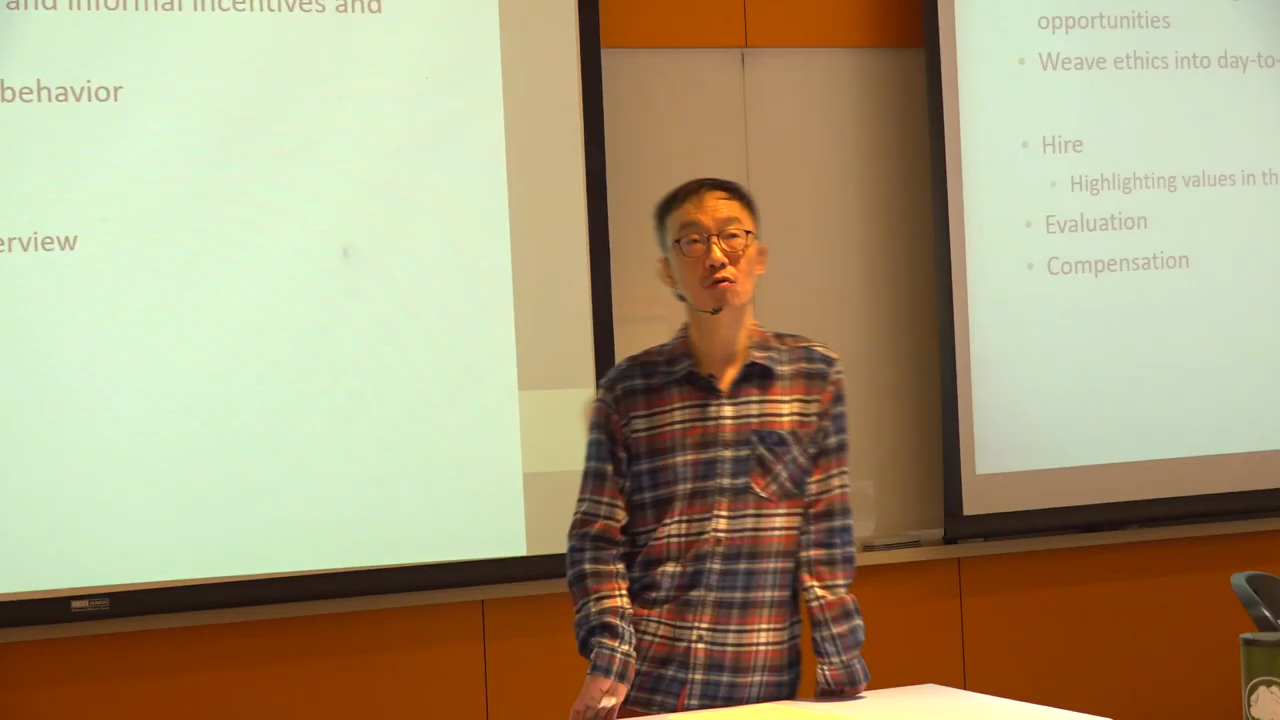 and informal incentives and
behavior
erview
opportunities
Weave ethics into day-to-
Hire
Highlighting values in th
Evaluation
Compensation